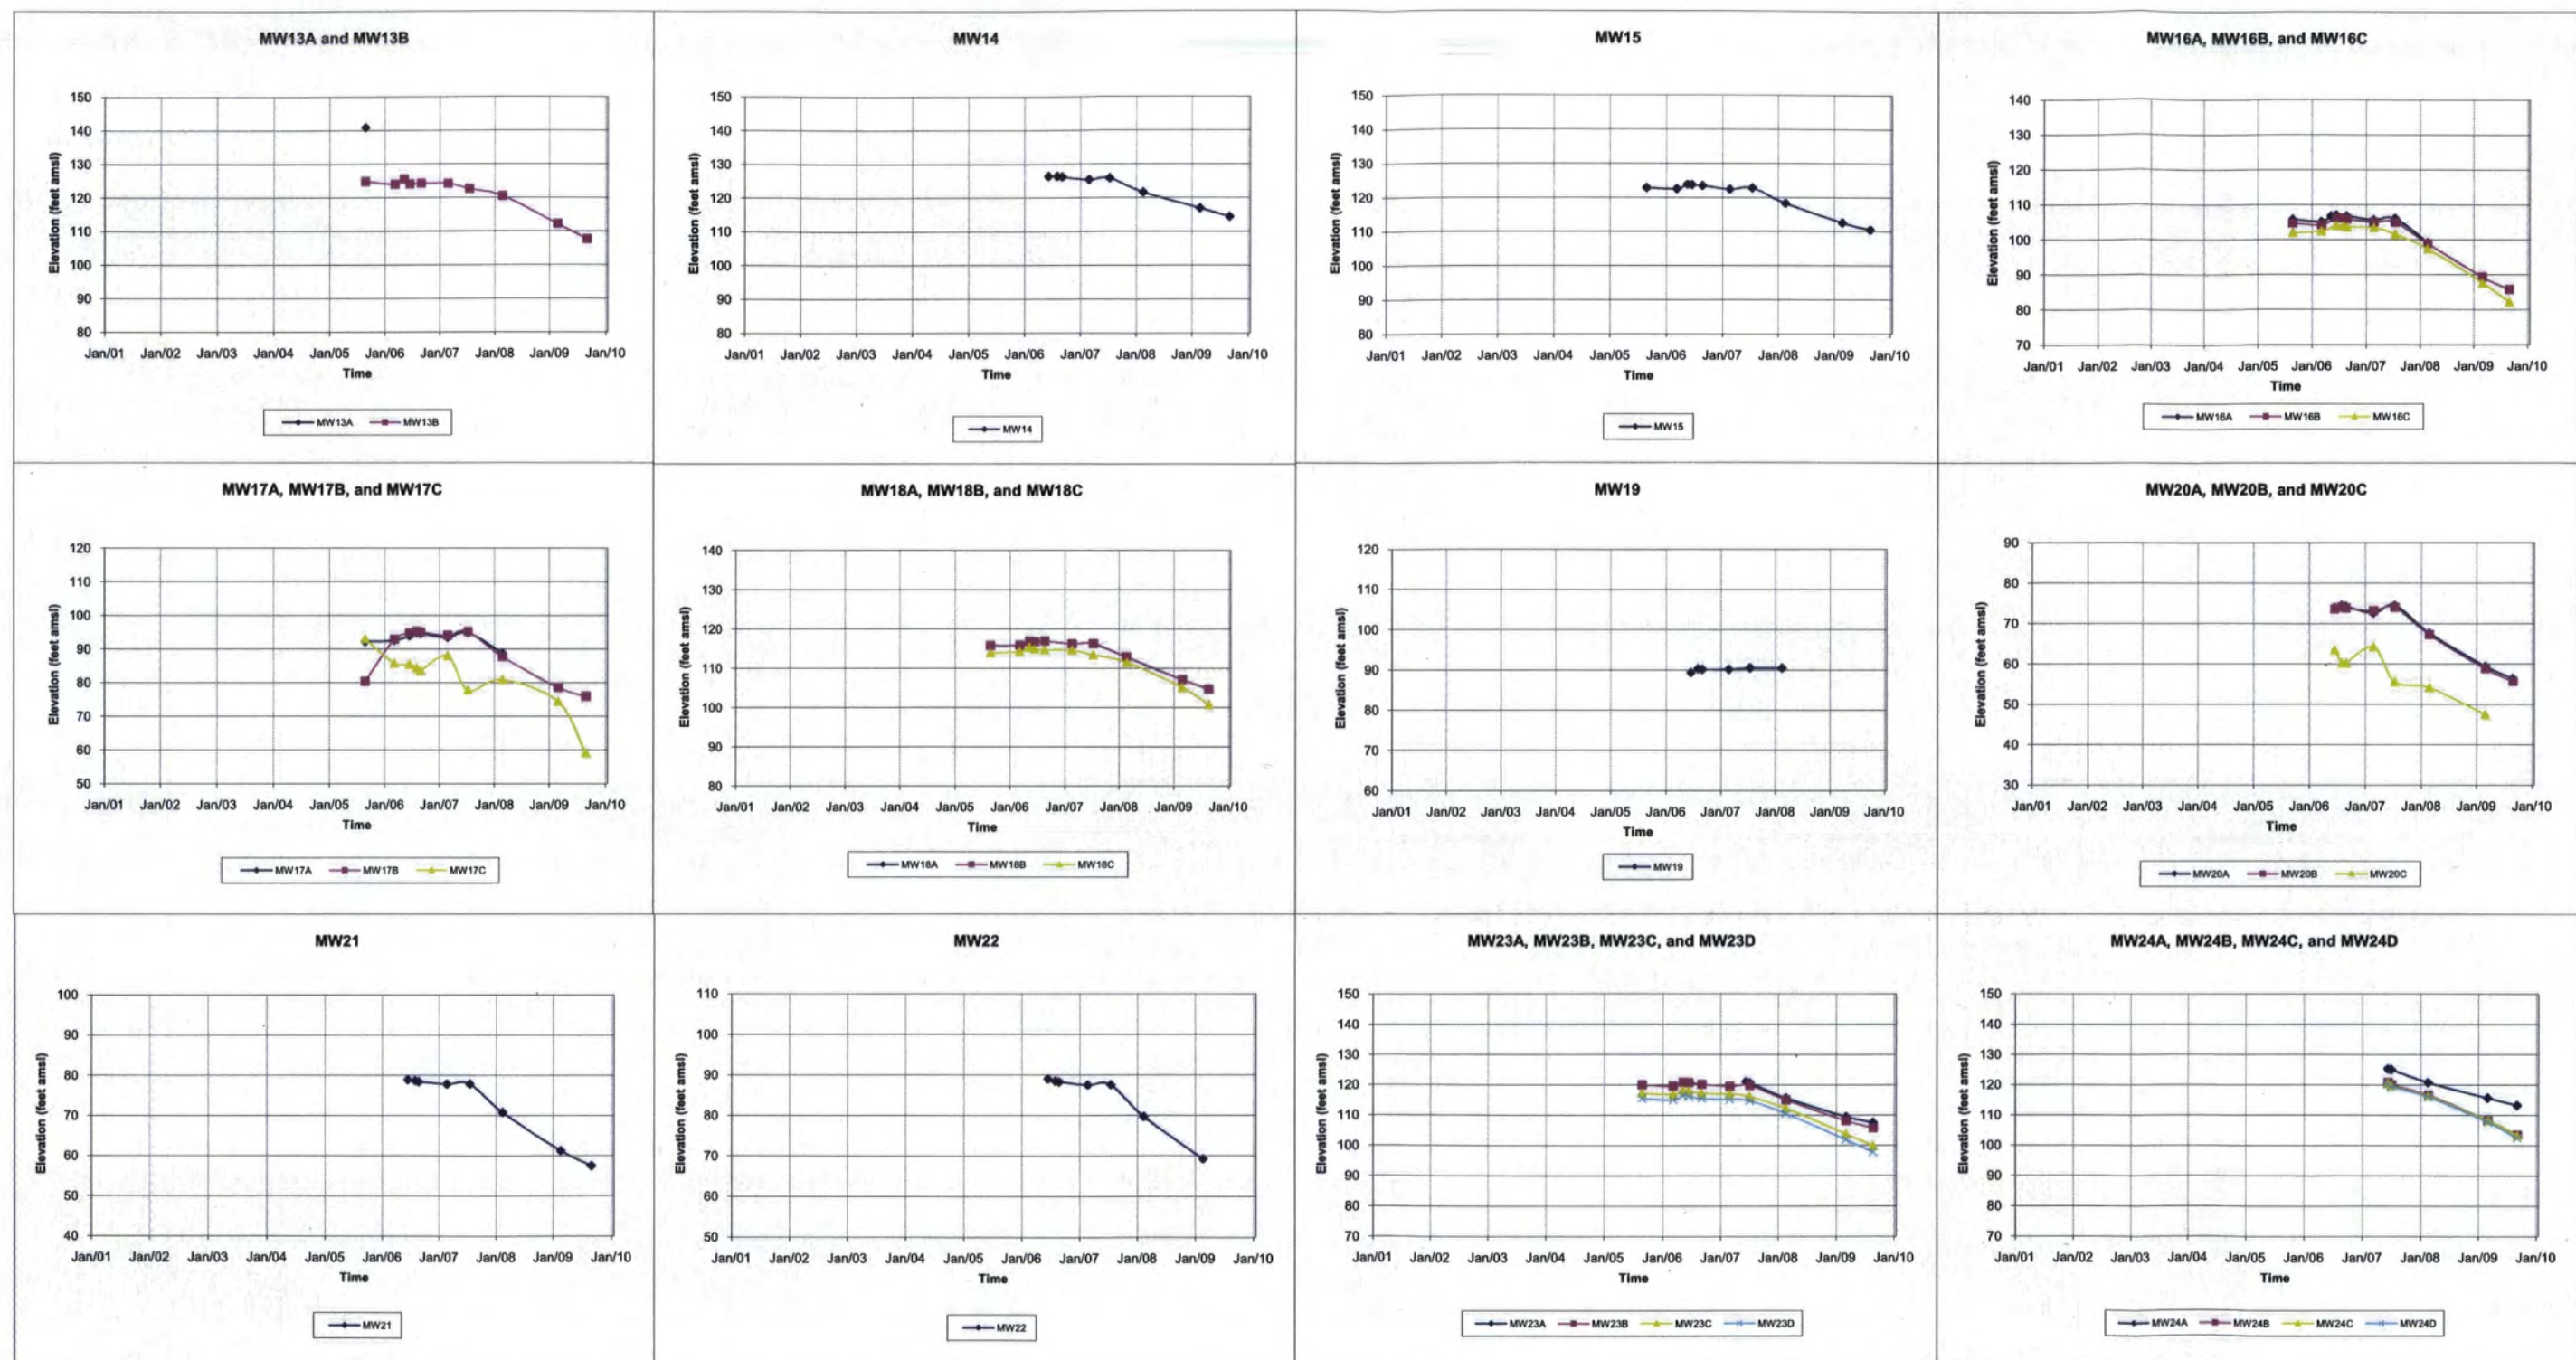 MW13A and MW13B
Elevation (feet amsl)
150
140
130
120
110
100
90
80
Jan/01 Jan/02 Jan/03 Jan/04 Jan/05 Jan/06 Jan/07 Jan/08 Jan/09 Jan/10
Time
MW13A MW13B
MW14
Elevation (feet amsl)
150
140
130
120
110
100
90
80
Jan/01 Jan/02 Jan/03 Jan/04 Jan/05 Jan/06 Jan/07 Jan/08 Jan/09 Jan/10
Time
MW14
MW15
Elevation (feet amsl)
150
140
130
120
110
100
90
80
Jan/01 Jan/02 Jan/03 Jan/04 Jan/05 Jan/06 Jan/07 Jan/08 Jan/09 Jan/10
Time
MW15
MW16A, MW16B, and MW16C
Elevation (feet amsl)
140
130
120
110
100
90
80
70
Jan/01 Jan/02 Jan/03 Jan/04 Jan/05 Jan/06 Jan/07 Jan/08 Jan/09 Jan/10
Time
MW16A MW16B MW16C
MW17A, MW17B, and MW17C
Elevation (feet amsl)
120
110
100
90
80
70
60
50
Jan/01 Jan/02 Jan/03 Jan/04 Jan/05 Jan/06 Jan/07 Jan/08 Jan/09 Jan/10
Time
MW17A MW17B MW17C
MW18A, MW18B, and MW18C
Elevation (feet amsl)
140
130
120
110
100
90
80
Jan/01 Jan/02 Jan/03 Jan/04 Jan/05 Jan/06 Jan/07 Jan/08 Jan/09 Jan/10
Time
MW18A MW18B MW18C
MW19
Elevation (feet amsl)
120
110
100
90
80
70
60
Jan/01 Jan/02 Jan/03 Jan/04 Jan/05 Jan/06 Jan/07 Jan/08 Jan/09 Jan/10
Time
MW19
MW20A, MW20B, and MW20C
Elevation (feet amsl)
90
80
70
60
50
40
30
Jan/01 Jan/02 Jan/03 Jan/04 Jan/05 Jan/06 Jan/07 Jan/08 Jan/09 Jan/10
Time
MW20A MW20B MW20C
MW21
Elevation (feet amsl)
100
90
80
70
60
50
40
Jan/01 Jan/02 Jan/03 Jan/04 Jan/05 Jan/06 Jan/07 Jan/08 Jan/09 Jan/10
Time
MW21
MW22
Elevation (feet amsl)
110
100
90
80
70
60
50
Jan/01 Jan/02 Jan/03 Jan/04 Jan/05 Jan/06 Jan/07 Jan/08 Jan/09 Jan/10
Time
MW22
MW23A, MW23B, MW23C, and MW23D
Elevation (feet amsl)
150
140
130
120
110
100
90
80
70
Jan/01 Jan/02 Jan/03 Jan/04 Jan/05 Jan/06 Jan/07 Jan/08 Jan/09 Jan/10
Time
MW23A MW23B MW23C MW23D
MW24A, MW24B, MW24C, and MW24D
Elevation (feet amsl)
150
140
130
120
110
100
90
80
70
Jan/01 Jan/02 Jan/03 Jan/04 Jan/05 Jan/06 Jan/07 Jan/08 Jan/09 Jan/10
Time
MW24A MW24B MW24C MW24D